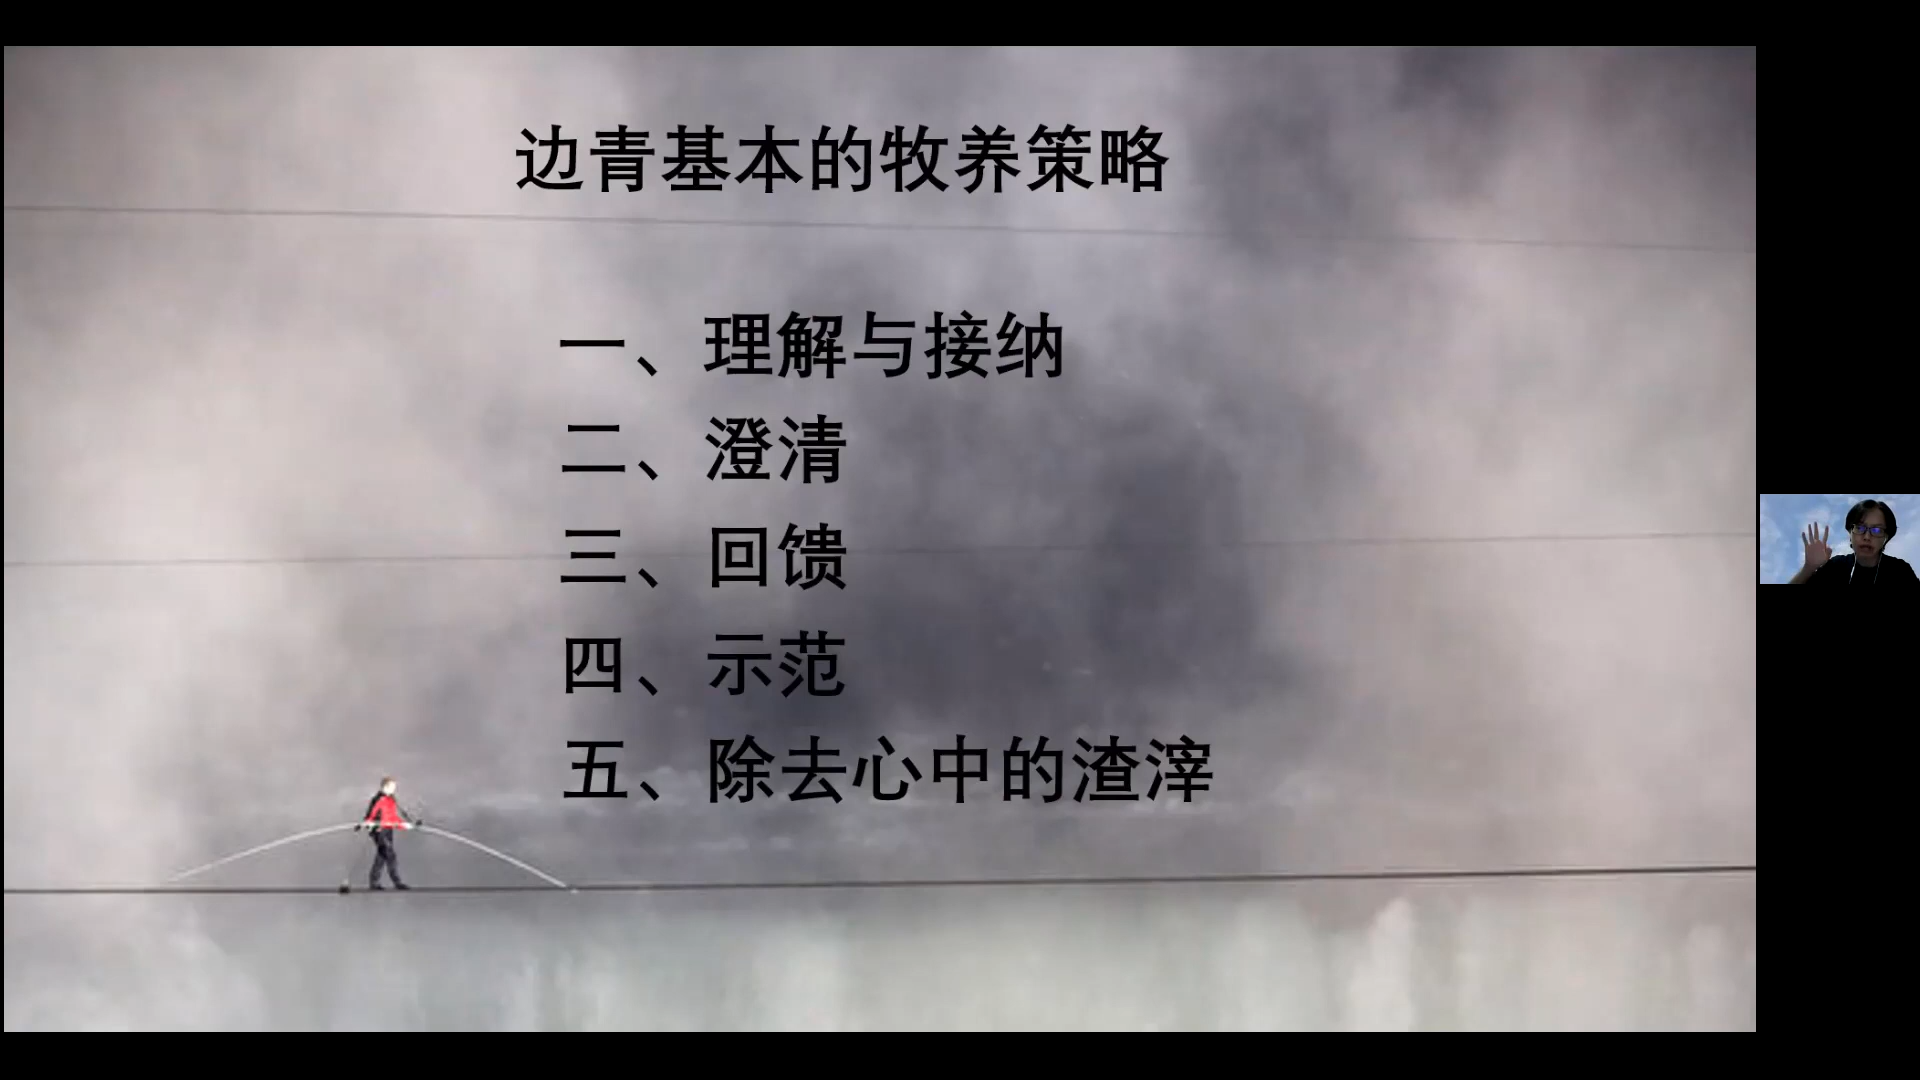 边青基本的牧养策略
一、理解与接纳
二、澄清
三、回馈
四、示范
五、除去心中的渣滓